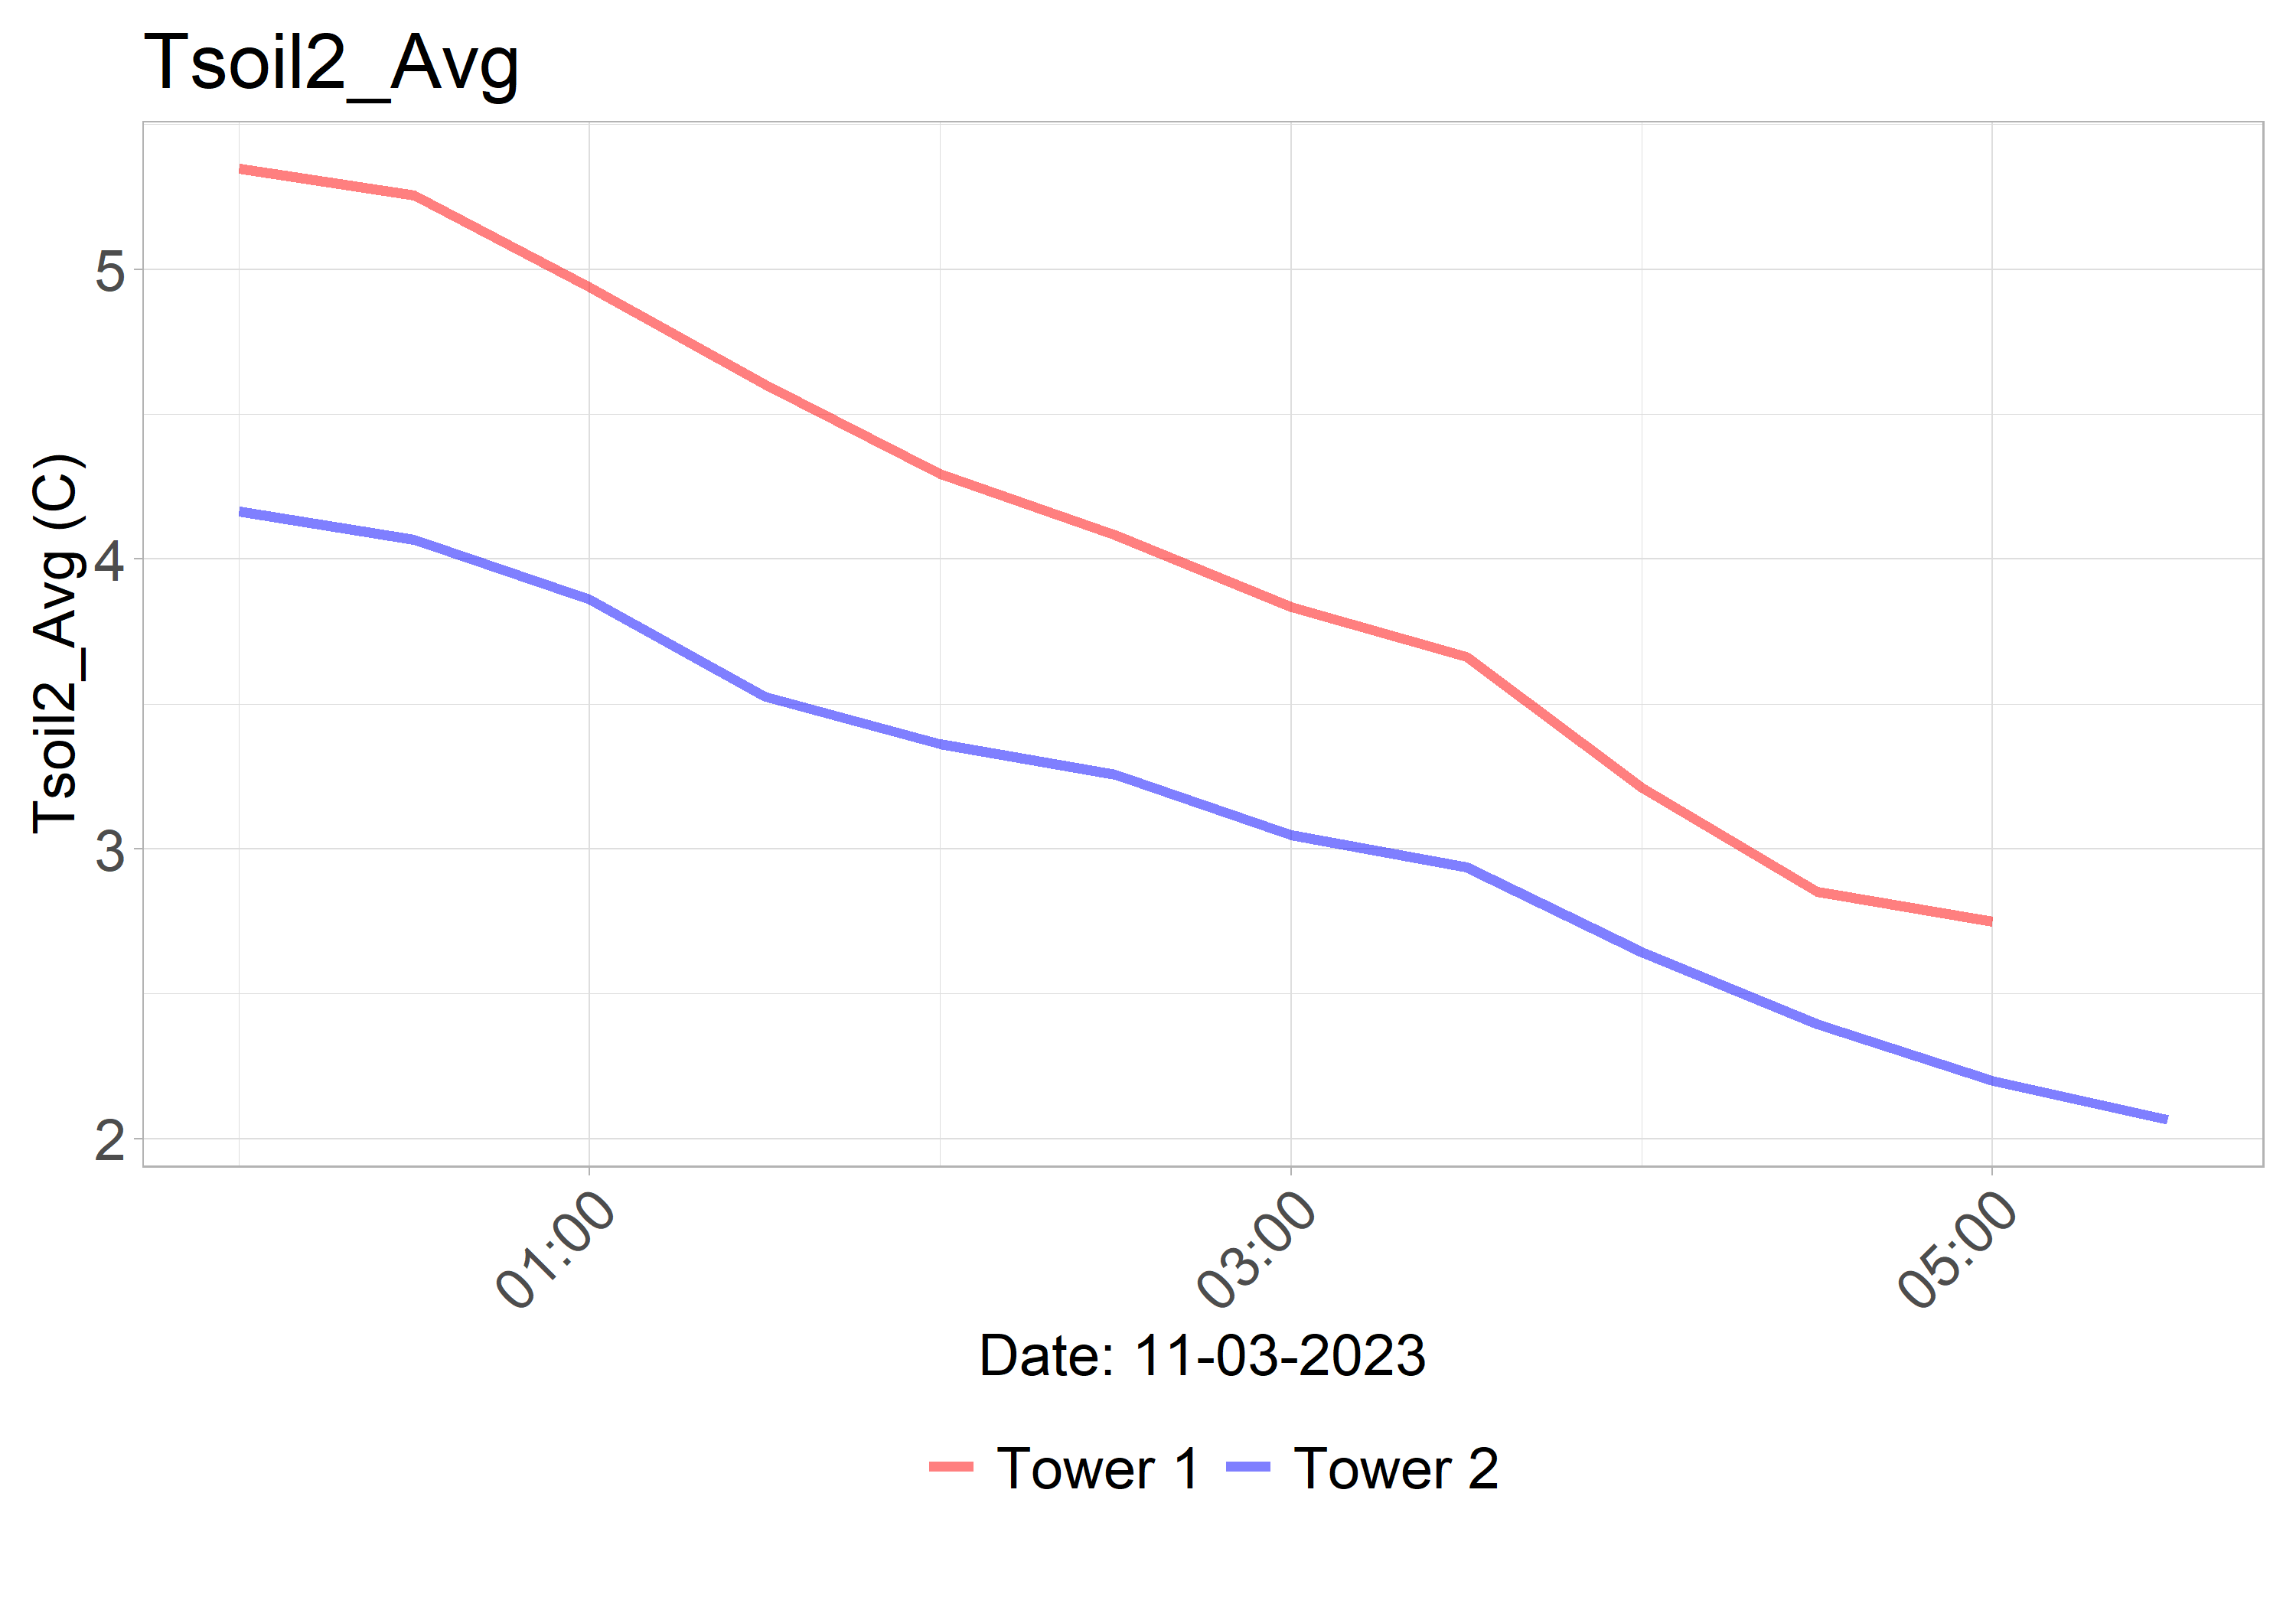 Tsoil2_Avg
Tsoil2_Avg (C)
5
4
3
2
01:00
03:00
05:00
Date: 11-03-2023
Tower 1
Tower 2